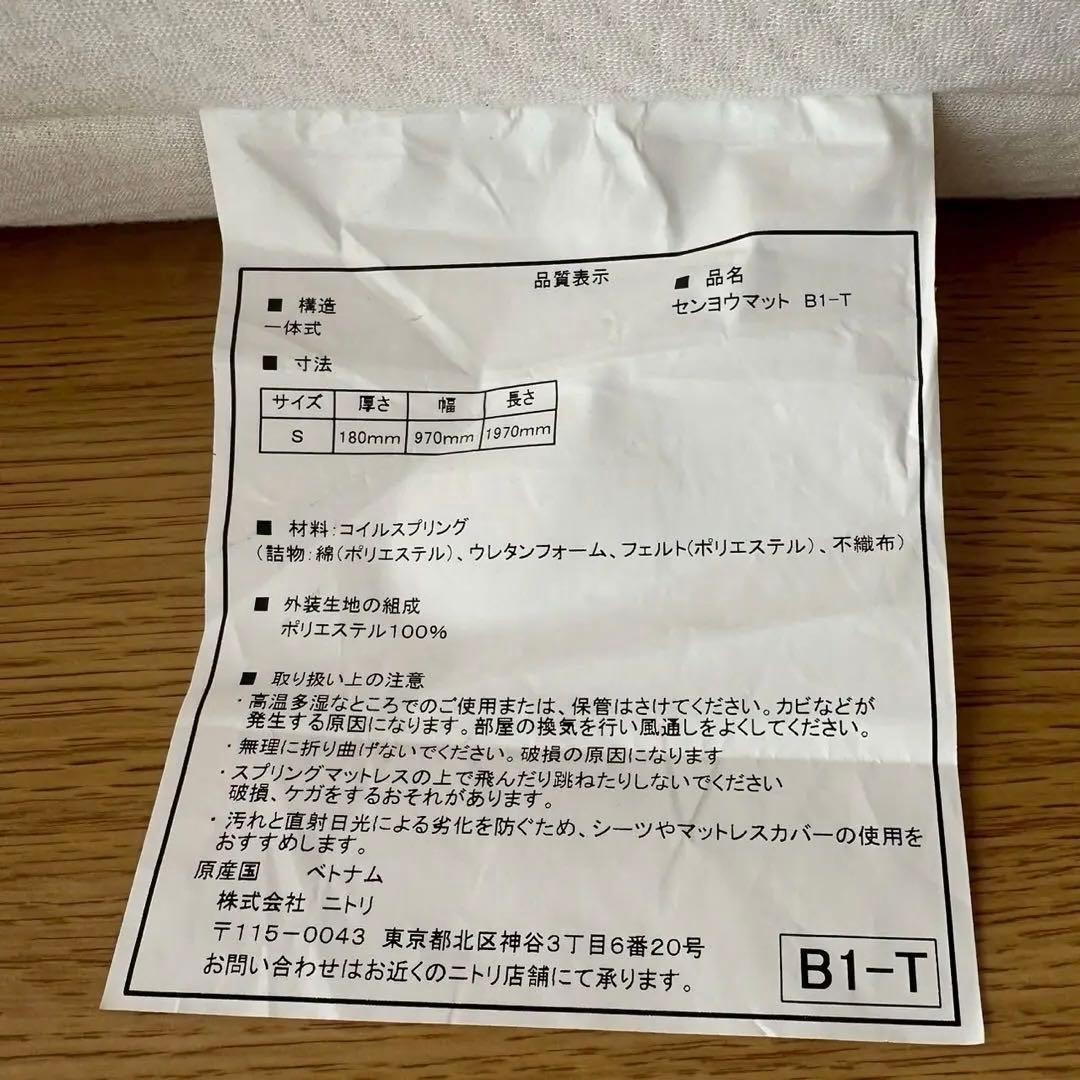 品質表示
■ 品名
センヨウマット B1-T
■ 構造
一体式
■ 寸法
サイズ 厚さ 幅 長さ
S 180mm 970mm 1970mm
■ 材料:コイルスプリング
(詰物:綿(ポリエステル)、ウレタンフォーム、フェルト(ポリエステル)、不織布)
■ 外装生地の組成
ポリエステル100%
■ 取り扱い上の注意
・高温多湿なところでのご使用または、保管はさけてください。カビなどが
発生する原因になります。部屋の換気を行い風通しをよくしてください。
・無理に折り曲げないでください。破損の原因になります
・スプリングマットレスの上で飛んだり跳ねたりしないでください
破損、ケガをするおそれがあります。
・汚れと直射日光による劣化を防ぐため、シーツやマットレスカバーの使用を
おすすめします。
原産国 ベトナム
株式会社 ニトリ
〒115-0043 東京都北区神谷3丁目6番20号
お問い合わせはお近くのニトリ店舗にて承ります。
B1-T